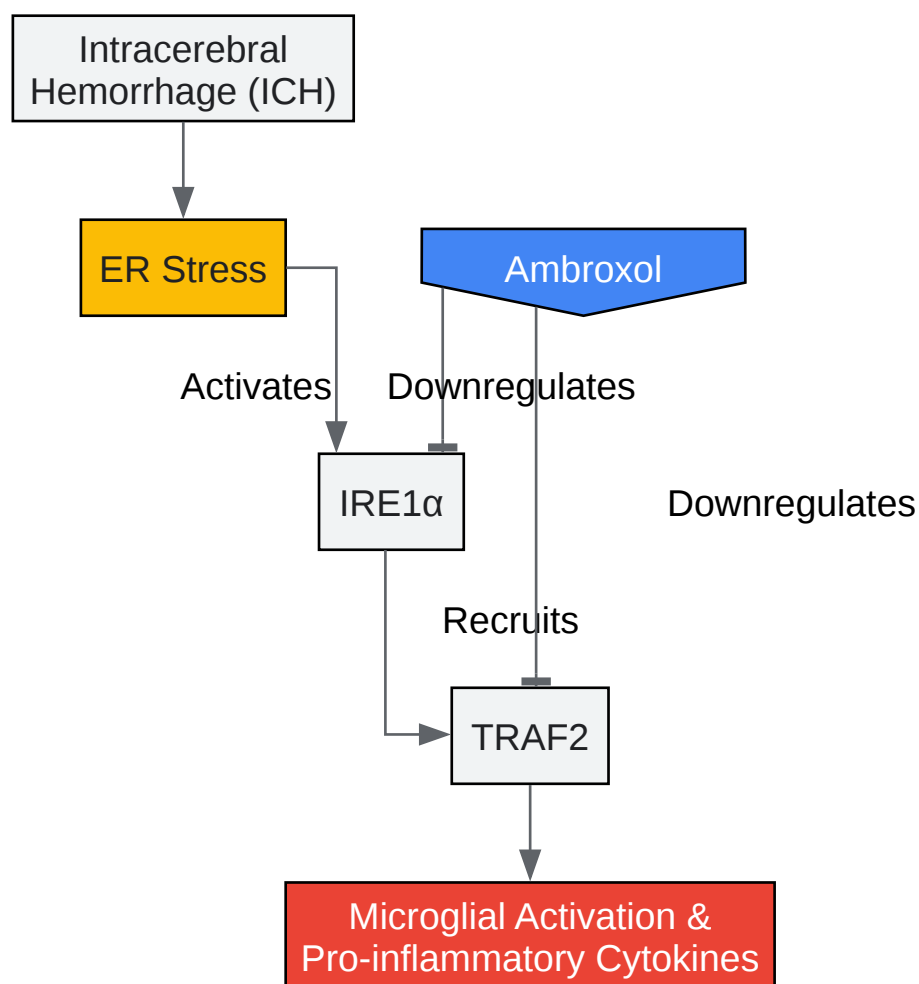 Intracerebral
Hemorrhage (ICH)
ER Stress
Ambroxol
Activates
Downregulates
IRE1α
Downregulates
Recruits
TRAF2
Microglial Activation &
Pro-inflammatory Cytokines